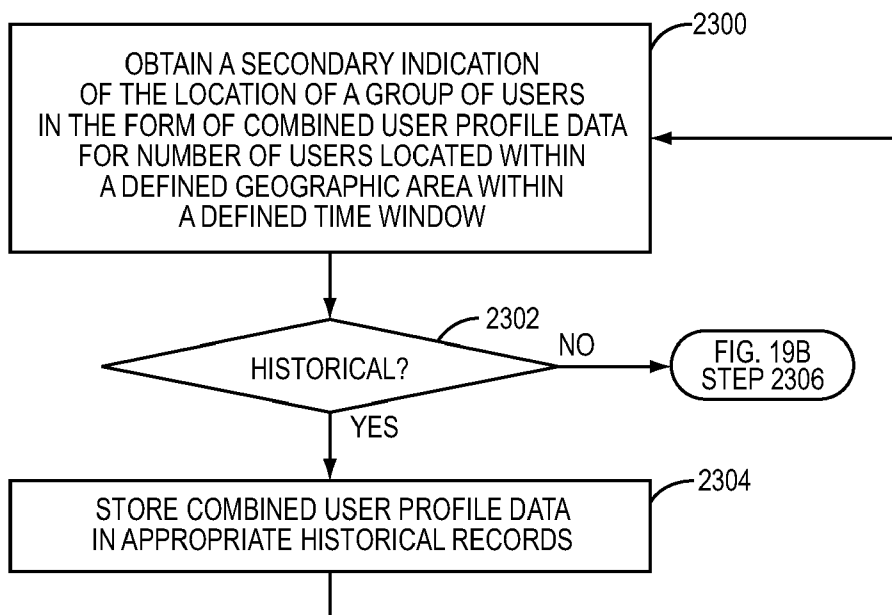 2300
OBTAIN A SECONDARY INDICATION
OF THE LOCATION OF A GROUP OF USERS
IN THE FORM OF COMBINED USER PROFILE DATA
FOR NUMBER OF USERS LOCATED WITHIN
A DEFINED GEOGRAPHIC AREA WITHIN
A DEFINED TIME WINDOW
2302
HISTORICAL?
NO
FIG. 19B
STEP 2306
YES
2304
STORE COMBINED USER PROFILE DATA
IN APPROPRIATE HISTORICAL RECORDS